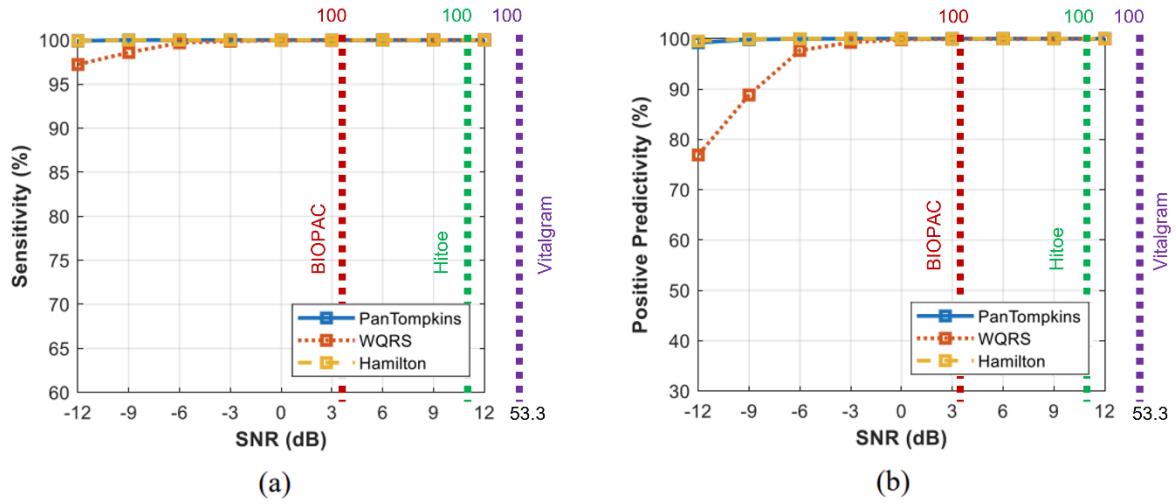 100
100
100
100
95
90
85
80
75
70
65
60
Sensitivity (%)
BIOPAC
Hitoe
Vitalgram
PanTompkins
WQRS
Hamilton
-12 -9 -6 -3 0 3 6 9 12 53.3
SNR (dB)
(a)
100
100
100
100
90
80
70
60
50
40
30
Positive Predictivity (%)
BIOPAC
Hitoe
Vitalgram
PanTompkins
WQRS
Hamilton
-12 -9 -6 -3 0 3 6 9 12 53.3
SNR (dB)
(b)